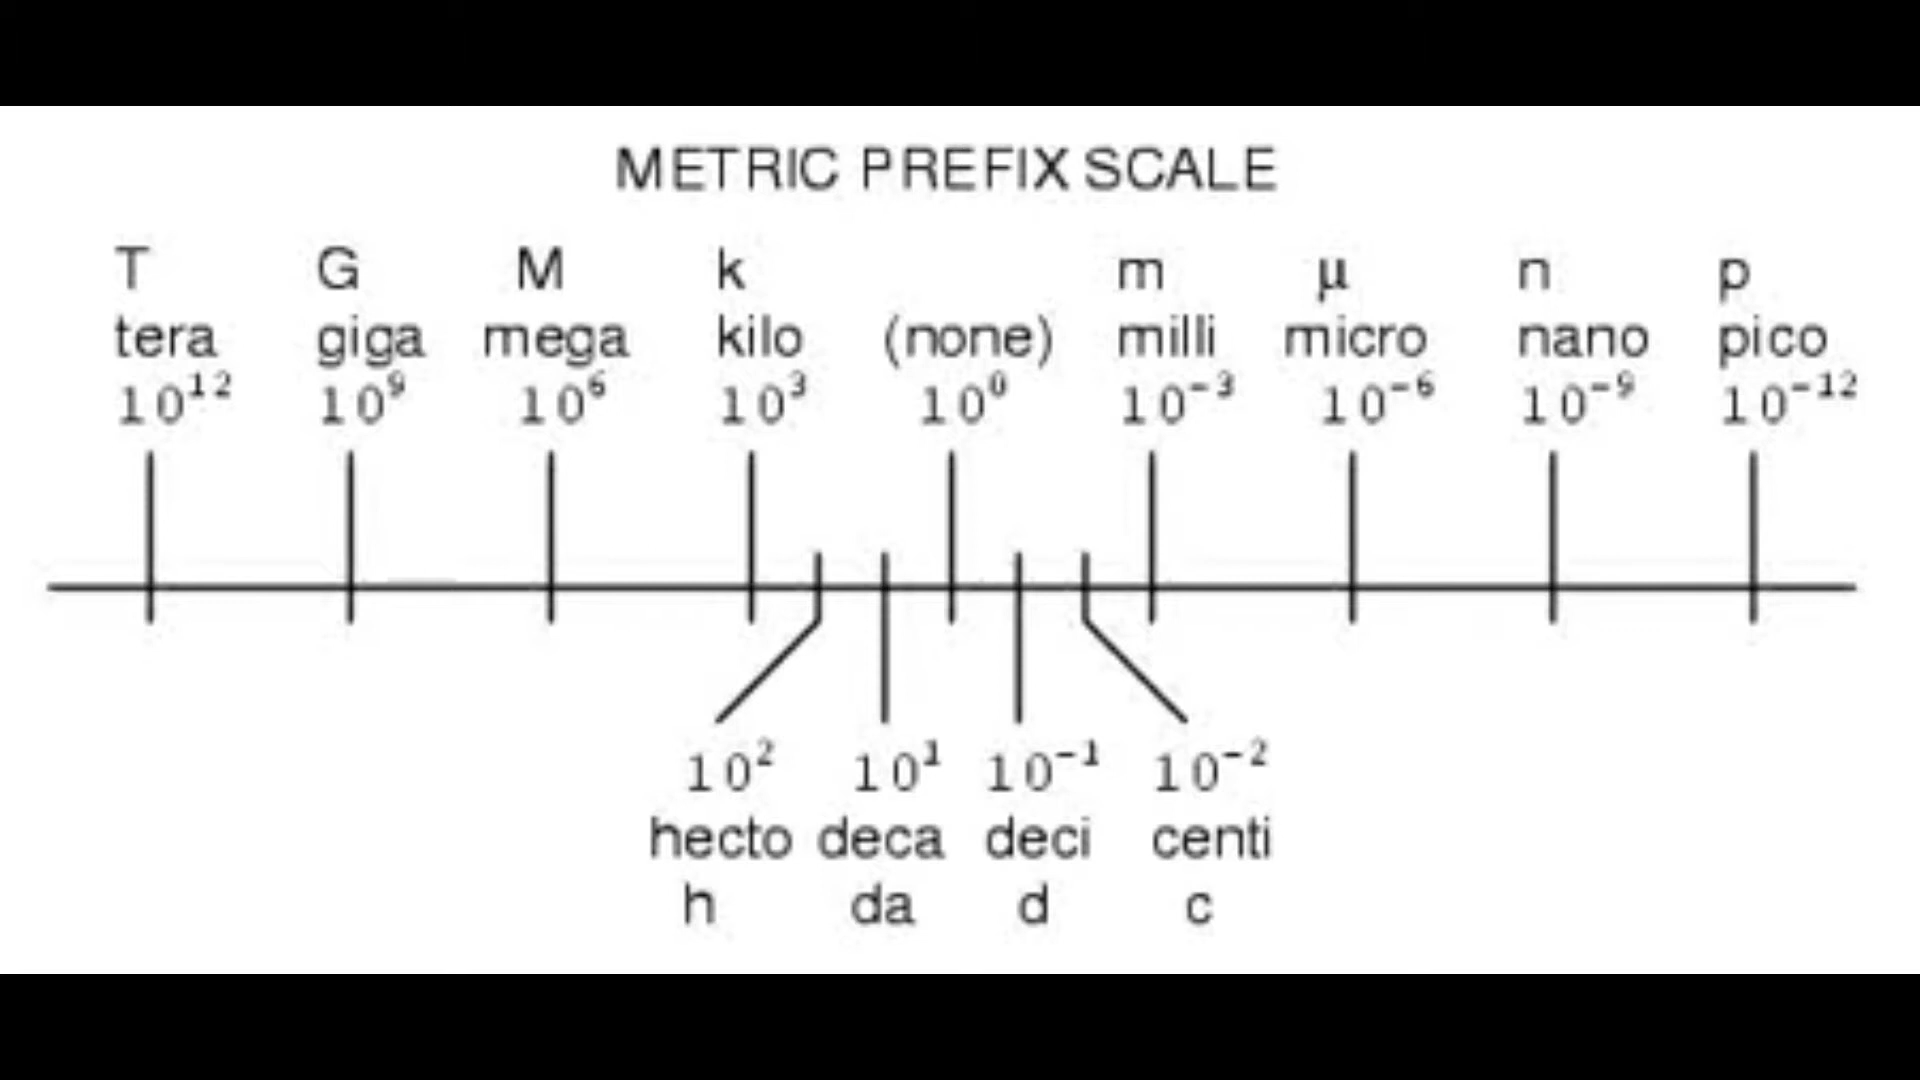 METRIC PREFIX SCALE
T G M k m µ n p
tera giga mega kilo (none) milli micro nano pico
10¹² 10⁹ 10⁶ 10³ 10⁰ 10⁻³ 10⁻⁶ 10⁻⁹ 10⁻¹²
10² 10¹ 10⁻¹ 10⁻²
hecto deca deci centi
h da d c